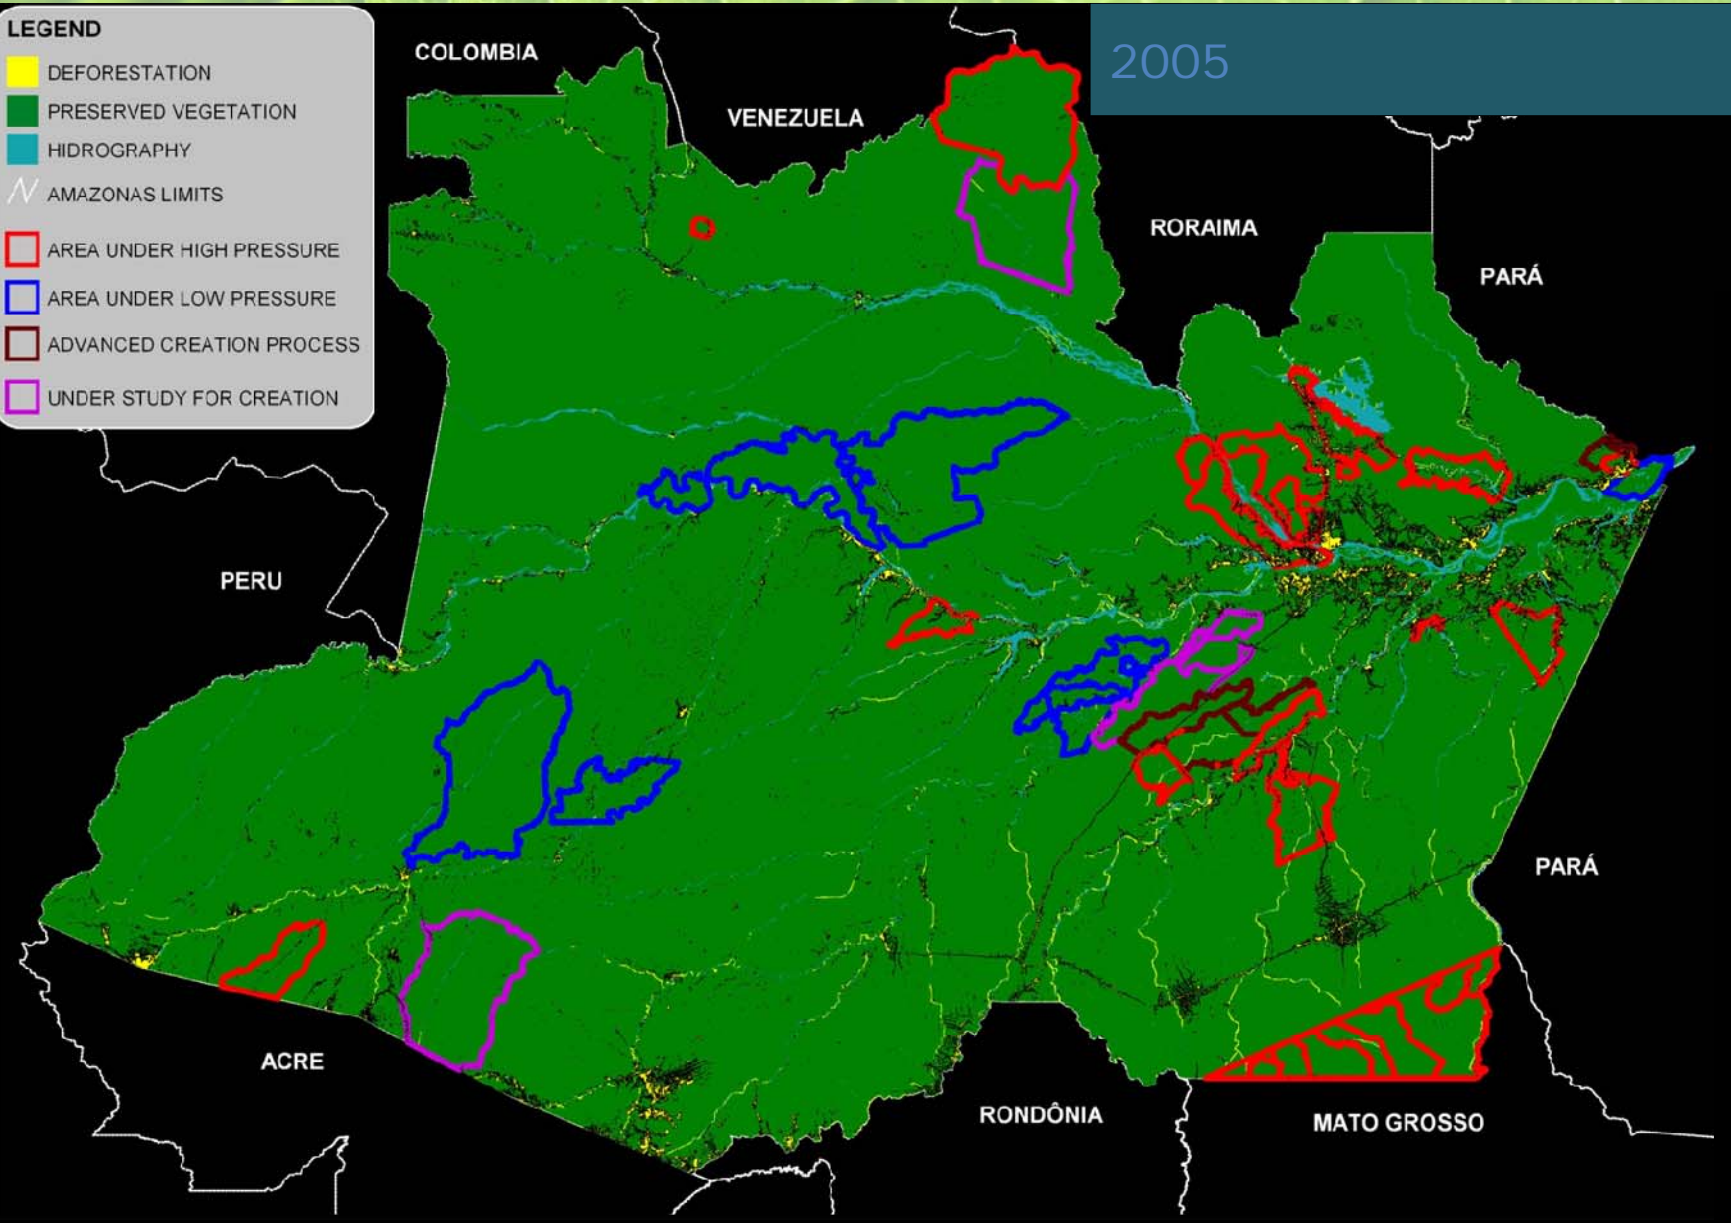 LEGEND
DEFORESTATION
PRESERVED VEGETATION
HIDROGRAPHY
AMAZONAS LIMITS
AREA UNDER HIGH PRESSURE
AREA UNDER LOW PRESSURE
ADVANCED CREATION PROCESS
UNDER STUDY FOR CREATION
2005
COLOMBIA
VENEZUELA
RORAIMA
PARÁ
PERU
PARÁ
ACRE
RONDÔNIA
MATO GROSSO